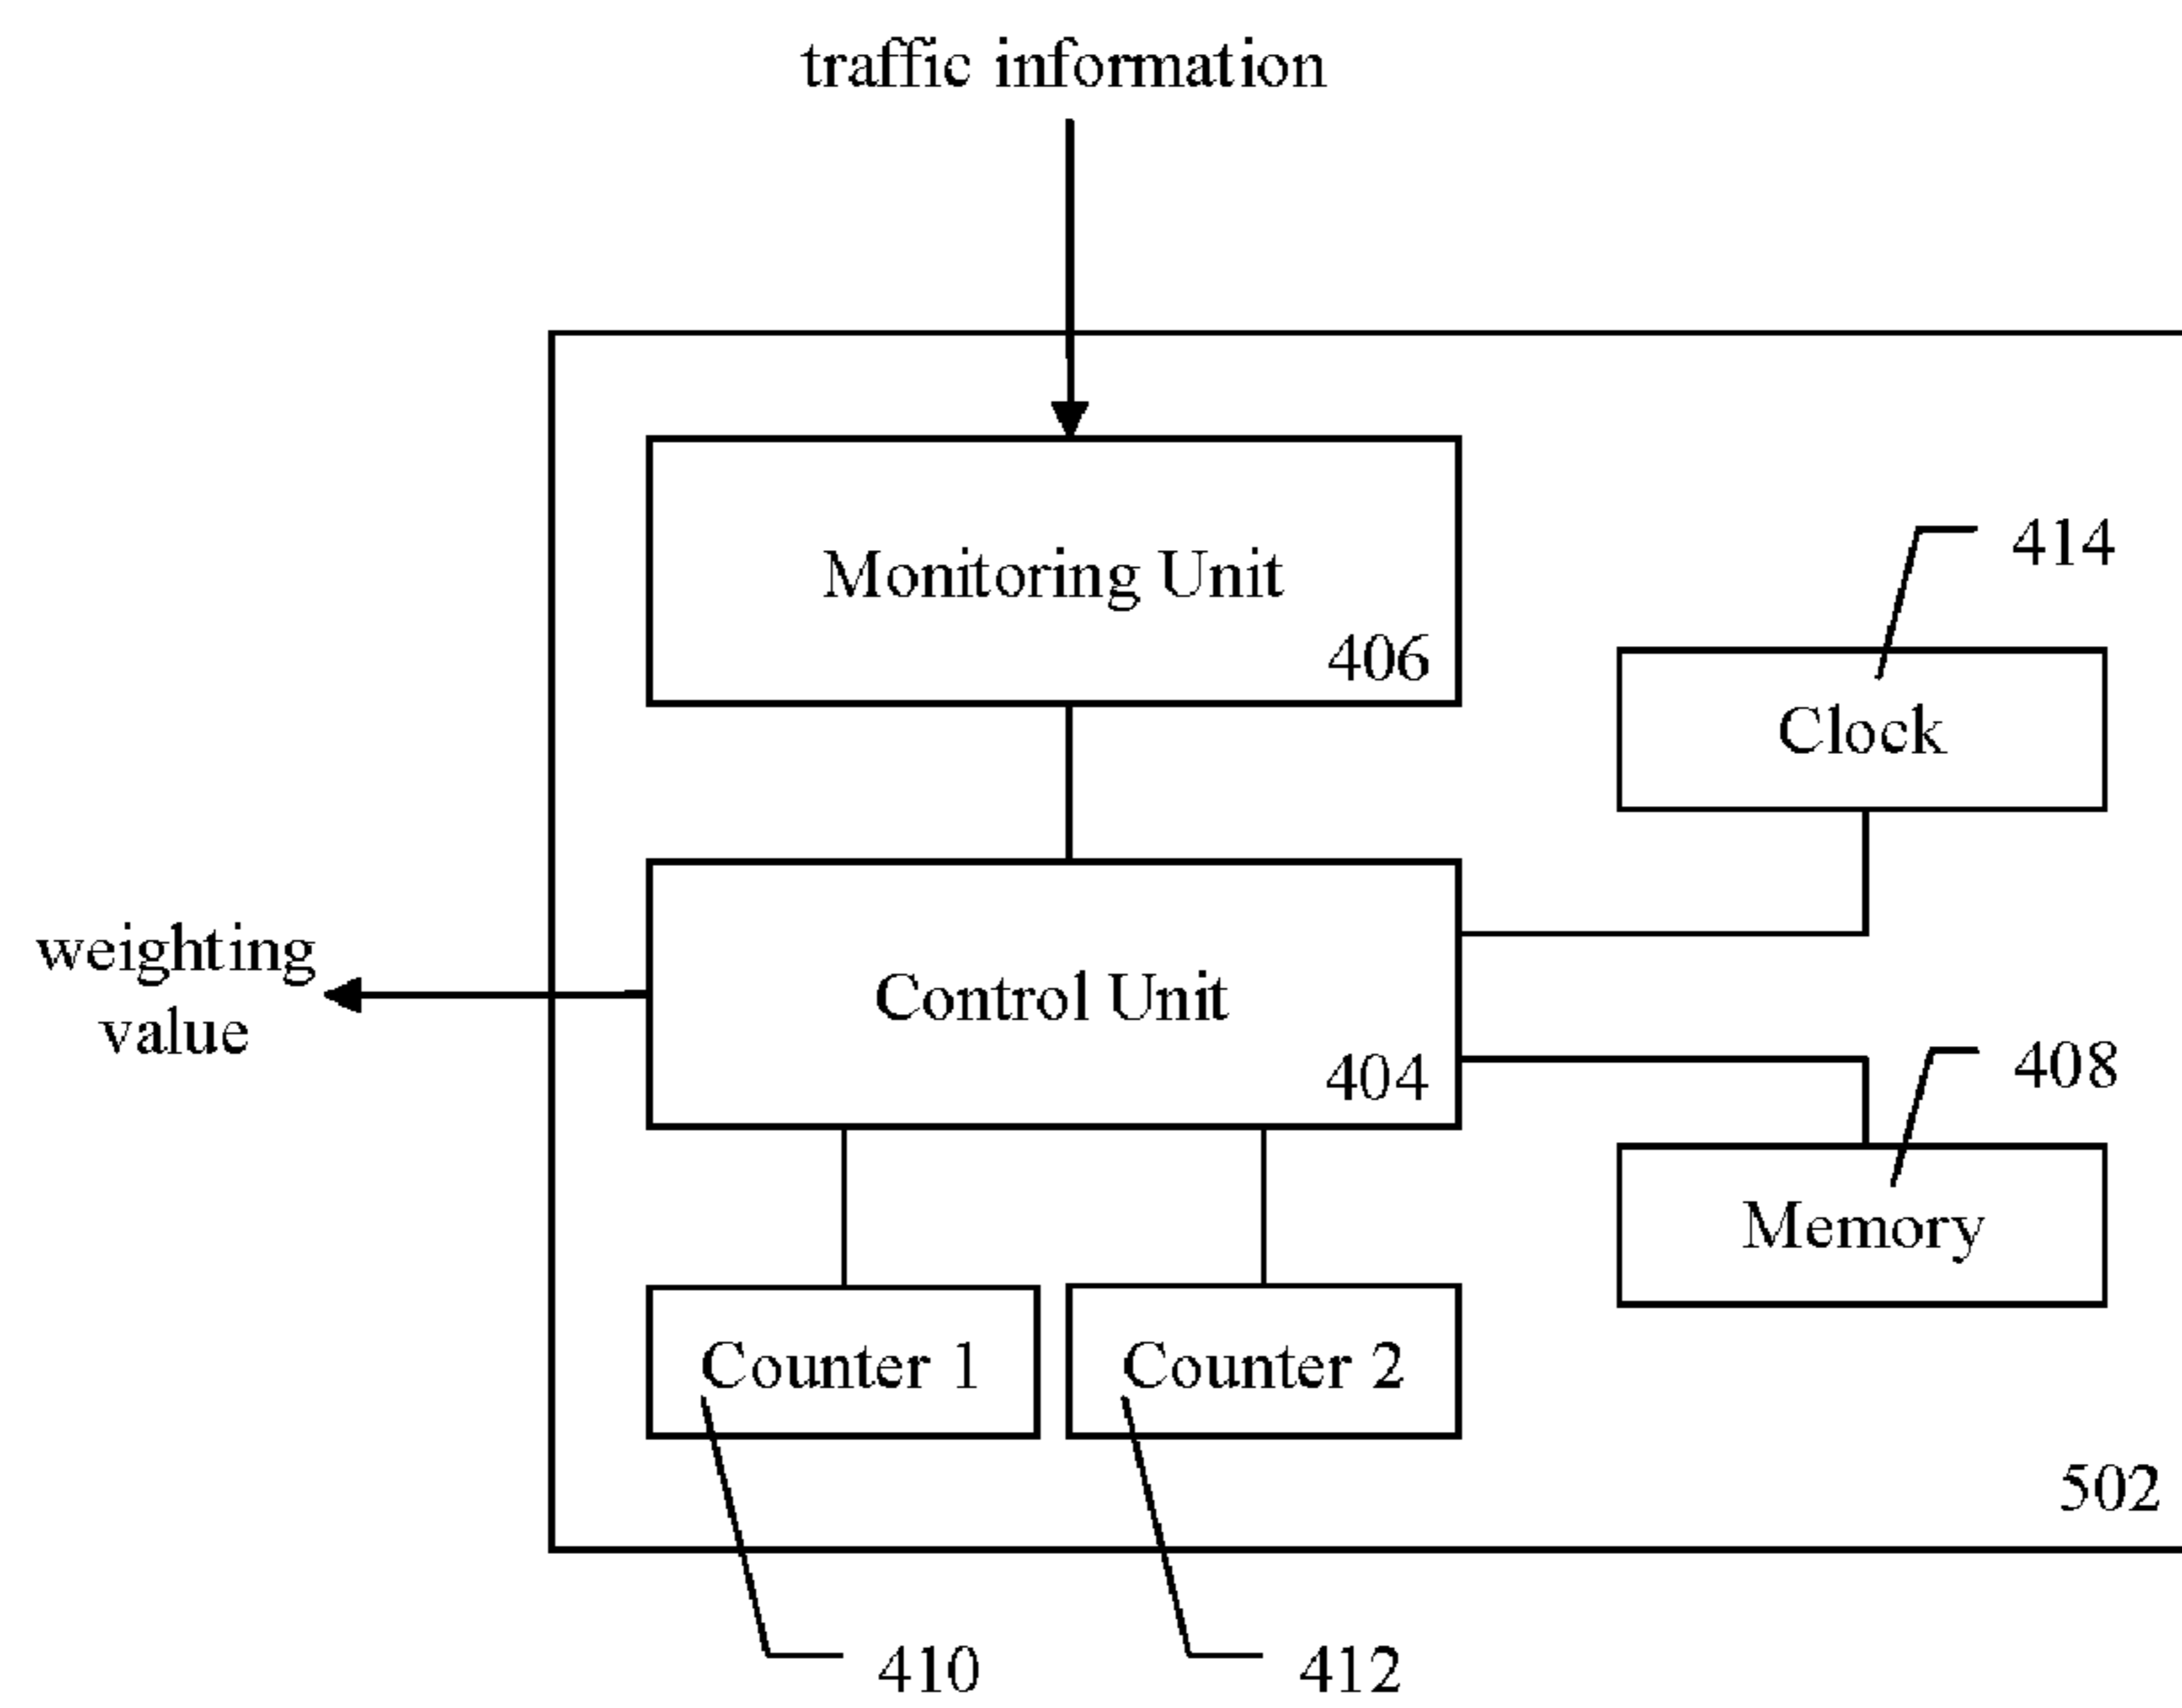 traffic information
Monitoring Unit
406
414
Clock
weighting
value
Control Unit
404
408
Memory
Counter 1
Counter 2
502
410
412